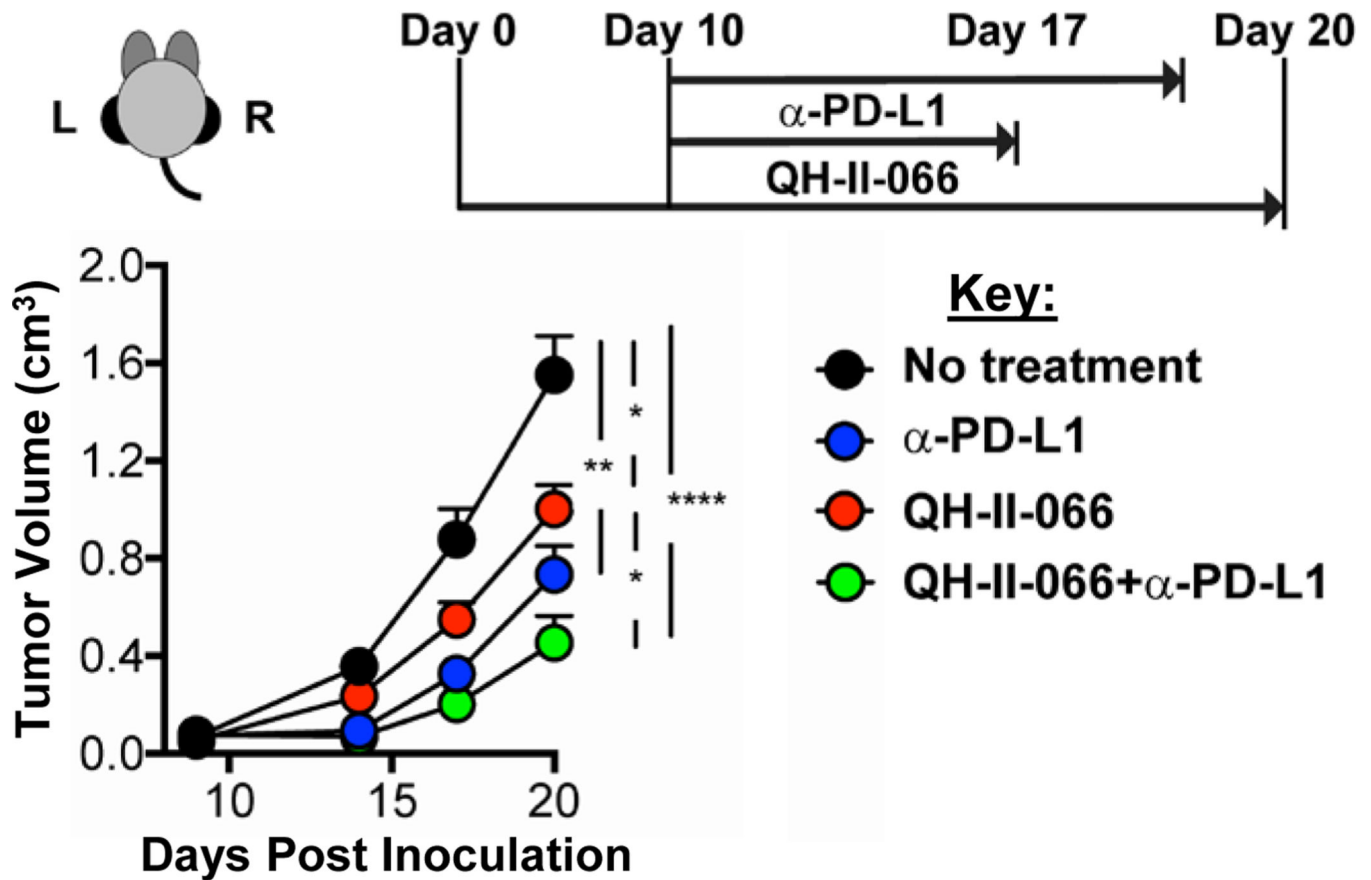 Day 0 Day 10 Day 17 Day 20
L R
α-PD-L1
QH-II-066
Tumor Volume (cm³)
2.0
1.6
1.2
0.8
0.4
0.0
10 15 20
Days Post Inoculation
**
*
*
****
Key:
No treatment
α-PD-L1
QH-II-066
QH-II-066+α-PD-L1